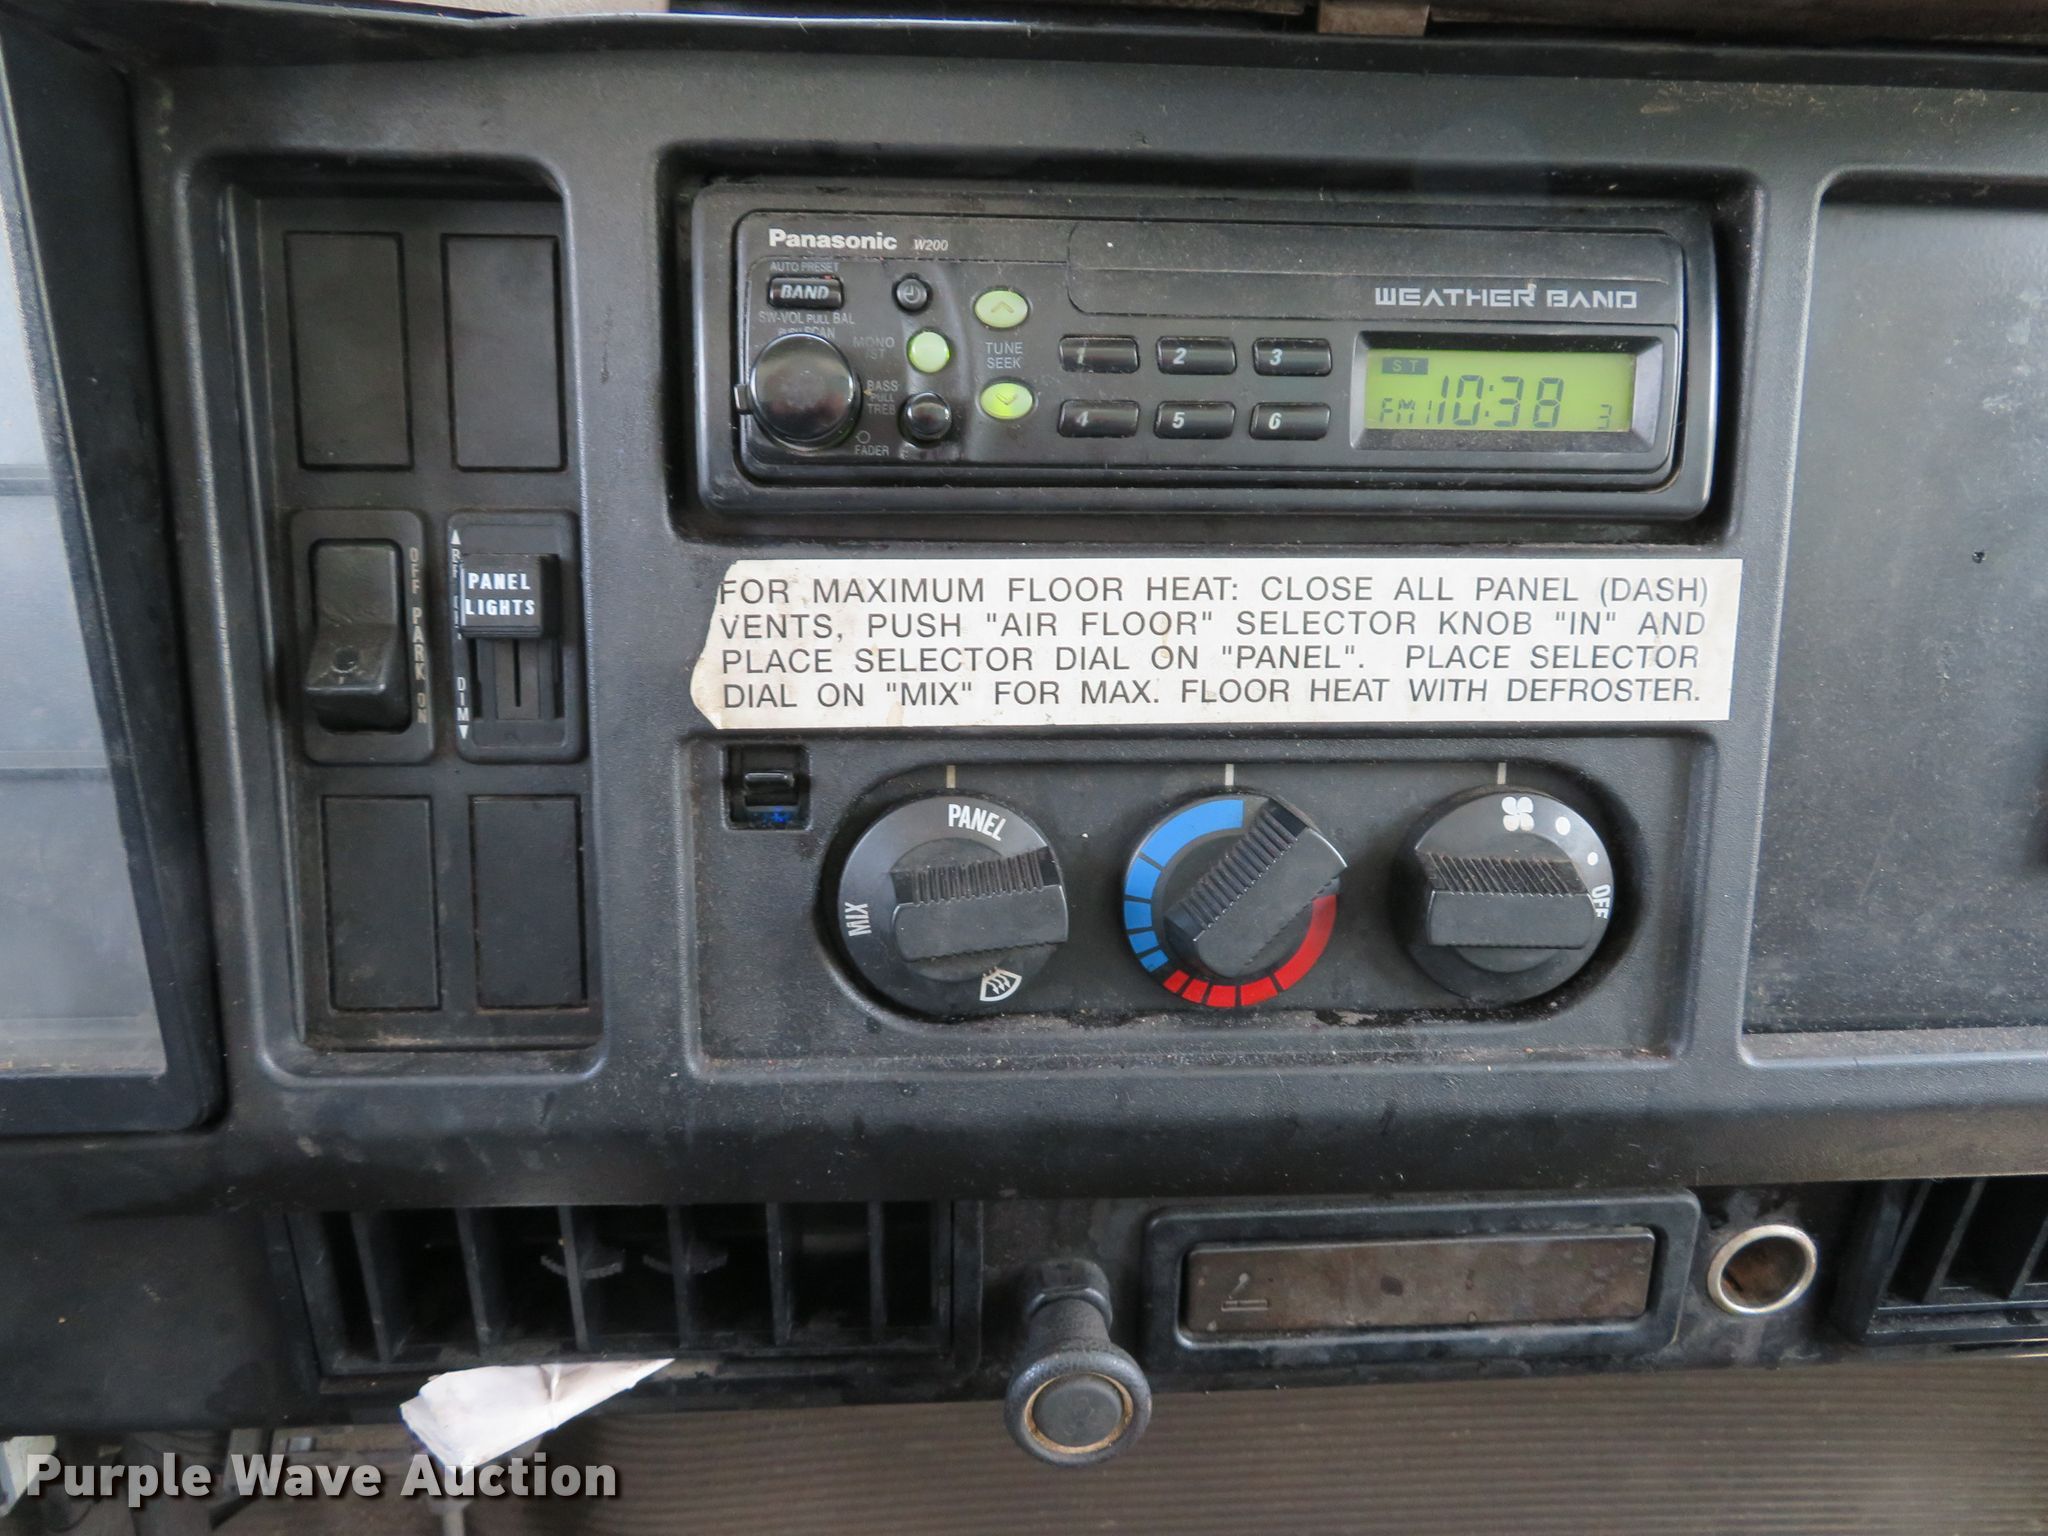 Panasonic W200
AUTO PRESET
BAND
WEATHER BAND
SW-VOL PULL BAL
PUSH SCAN
MONO
TUNE
SEEK
BASS
PULL
TREB
FADER
1 2 3
4 5 6
ST
FM1 10:38 3
OFF PARK ON
PANEL
LIGHTS
DIM
FOR MAXIMUM FLOOR HEAT: CLOSE ALL PANEL (DASH)
VENTS, PUSH "AIR FLOOR" SELECTOR KNOB "IN" AND
PLACE SELECTOR DIAL ON "PANEL". PLACE SELECTOR
DIAL ON "MIX" FOR MAX. FLOOR HEAT WITH DEFROSTER.
PANEL
MIX
OFF
Purple Wave Auction